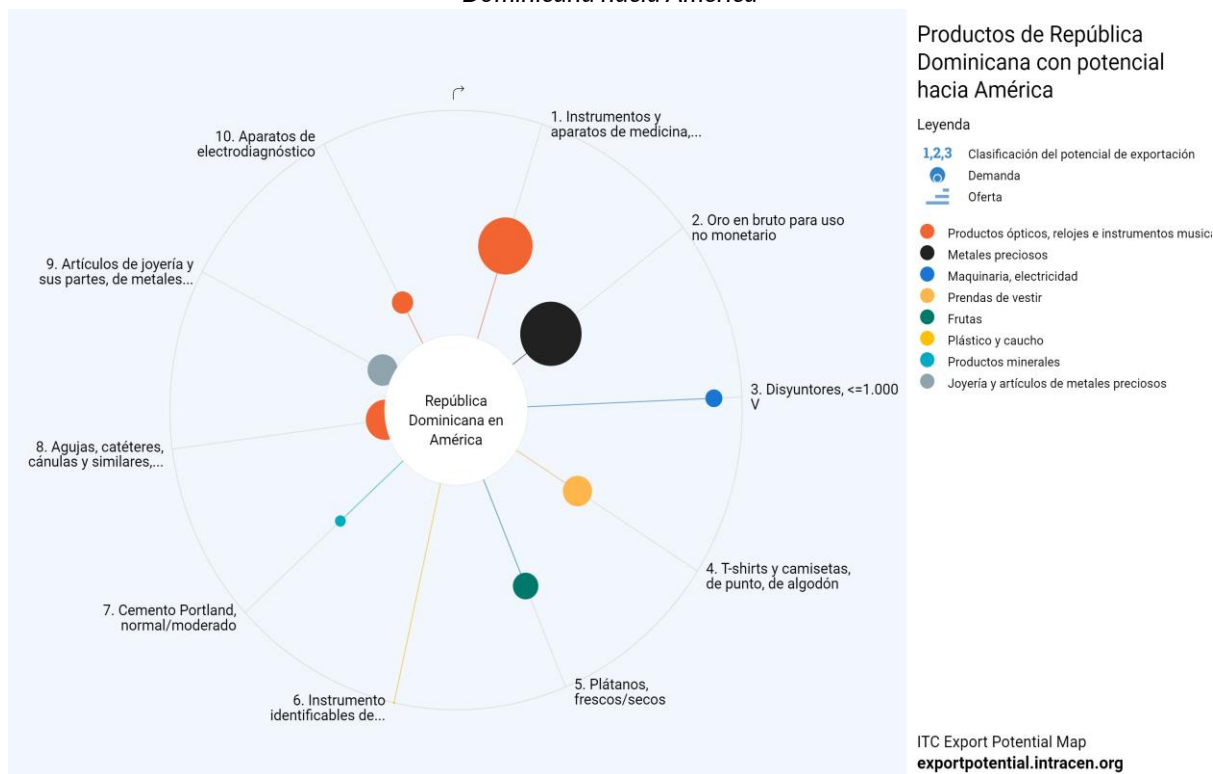 Dominicana hacia América
10. Aparatos de
electrodiagnóstico
1. Instrumentos y
aparatos de medicina,...
2. Oro en bruto para uso
no monetario
9. Artículos de joyería y
sus partes, de metales...
República
Dominicana en
América
3. Disyuntores, <=1.000
V
8. Agujas, catéteres,
cánulas y similares,...
4. T-shirts y camisetas,
de punto, de algodón
7. Cemento Portland,
normal/moderado
6. Instrumento
identificables de...
5. Plátanos,
frescos/secos
Productos de República
Dominicana con potencial
hacia América
Leyenda
1,2,3 Clasificación del potencial de exportación
Demanda
Oferta
Productos ópticos, relojes e instrumentos musica
Metales preciosos
Maquinaria, electricidad
Prendas de vestir
Frutas
Plástico y caucho
Productos minerales
Joyería y artículos de metales preciosos
ITC Export Potential Map
exportpotential.intracen.org